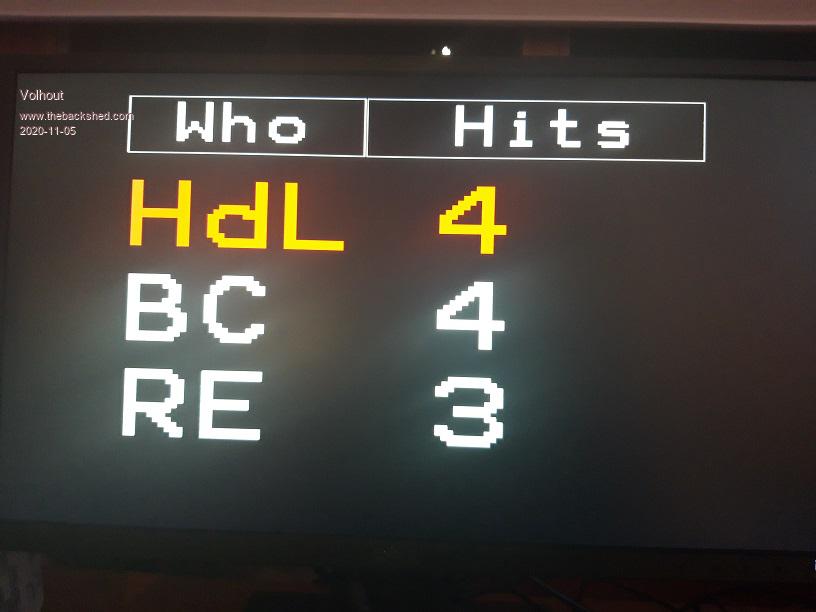 Volhout
www.thebackshed.com
2020-11-05
Who Hits
HdL 4
BC 4
RE 3